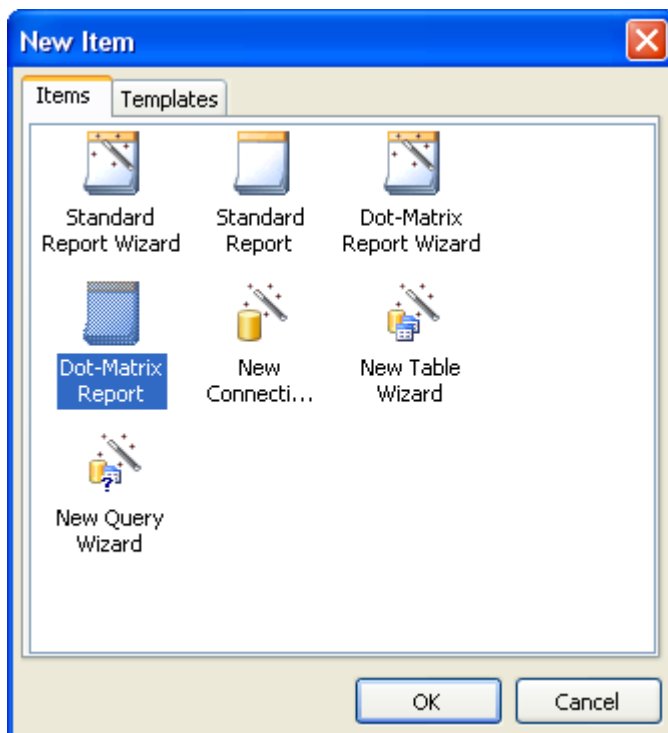 New Item
Items
Templates
Standard
Report Wizard
Standard
Report
Dot-Matrix
Report Wizard
Dot-Matrix
Report
New
Connecti...
New Table
Wizard
New Query
Wizard
OK
Cancel